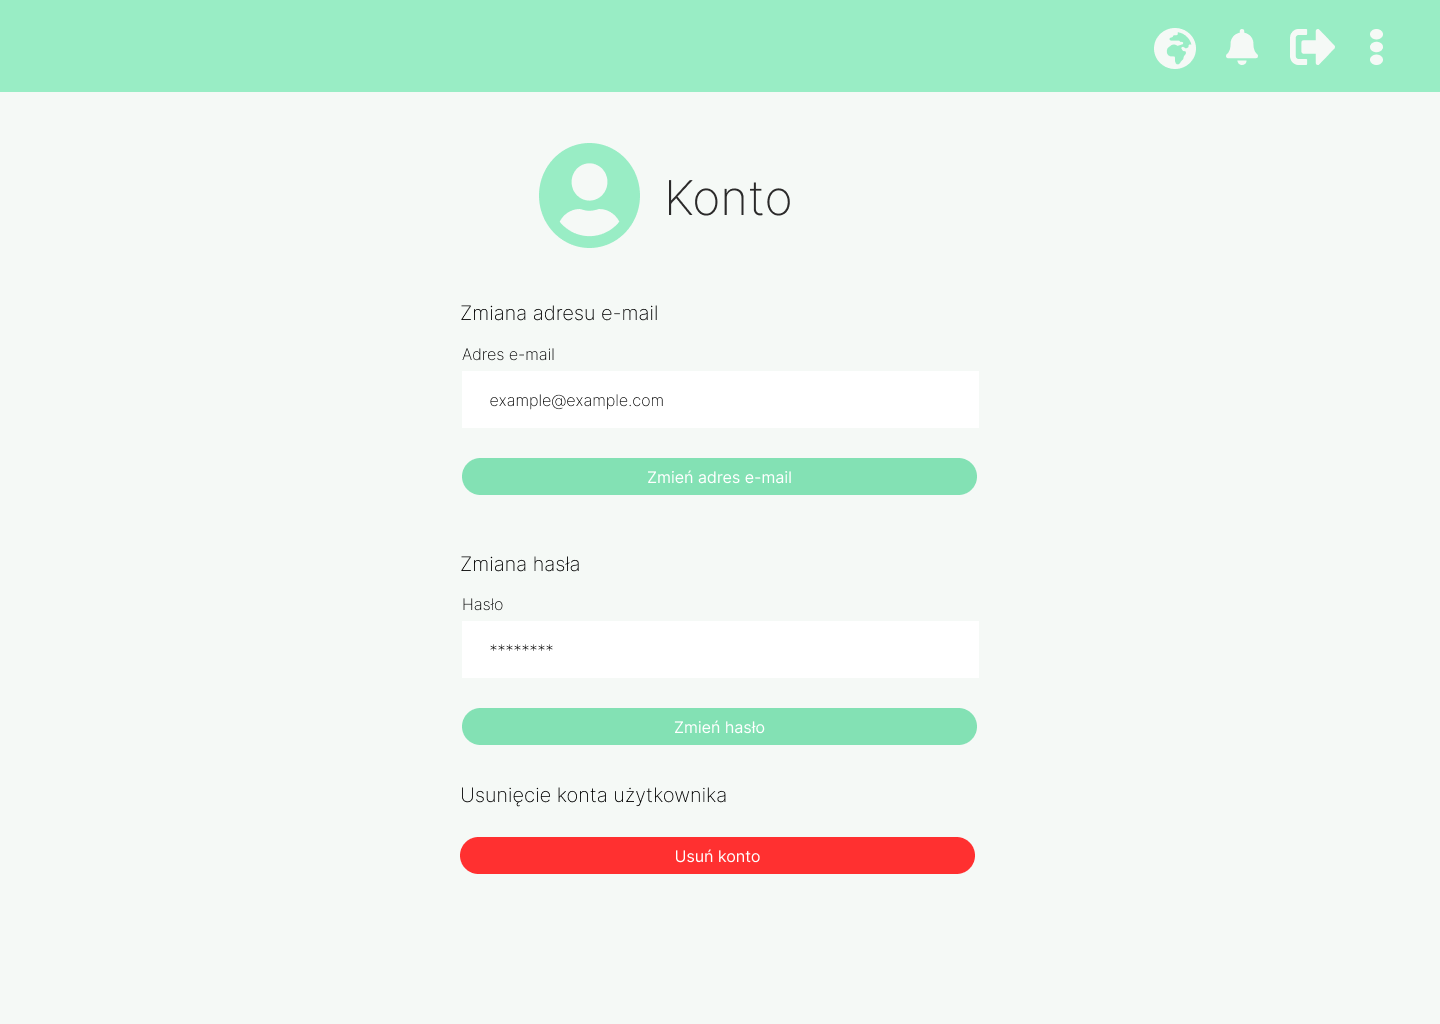 Konto
Zmiana adresu e-mail
Adres e-mail
example@example.com
Zmień adres e-mail
Zmiana hasła
Hasło
********
Zmień hasło
Usunięcie konta użytkownika
Usuń konto